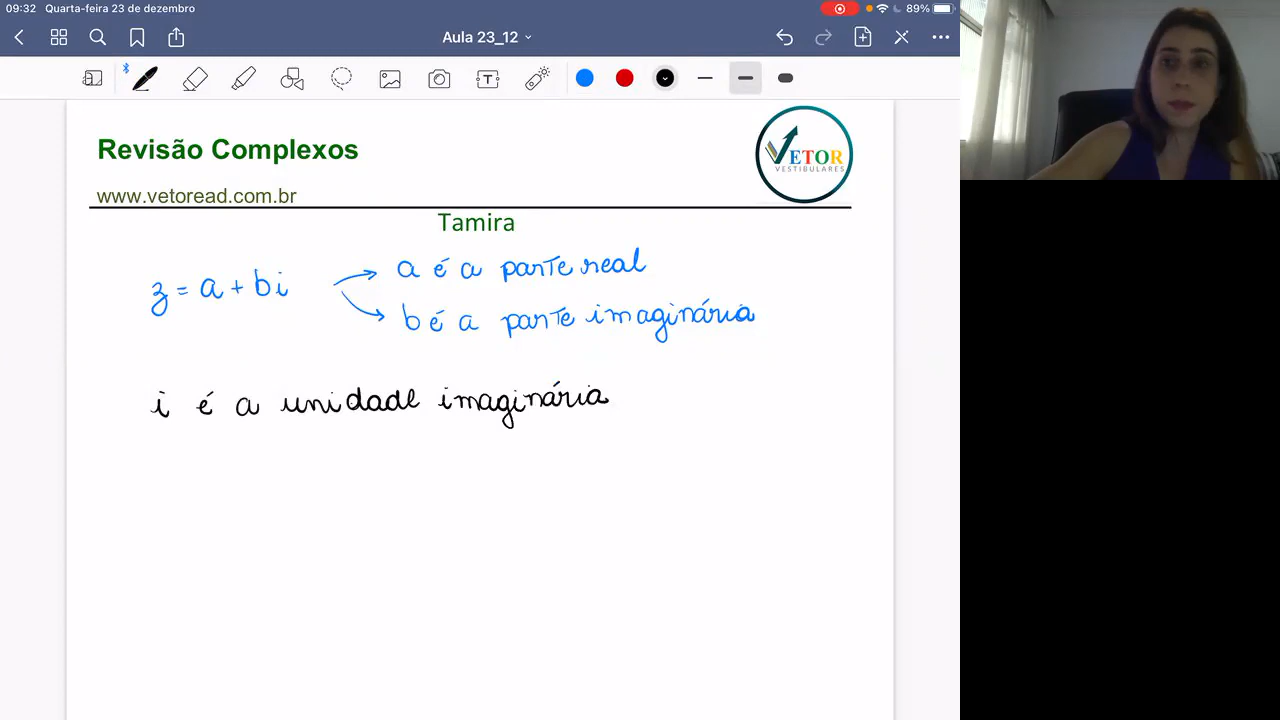 09:32 Quarta-feira 23 de dezembro
89%
Aula 23_12
T
Revisão Complexos
VETOR
VESTIBULARES
www.vetoread.com.br
Tamira
z = a + bi
a é a parte real
b é a parte imaginária
i é a unidade imaginária